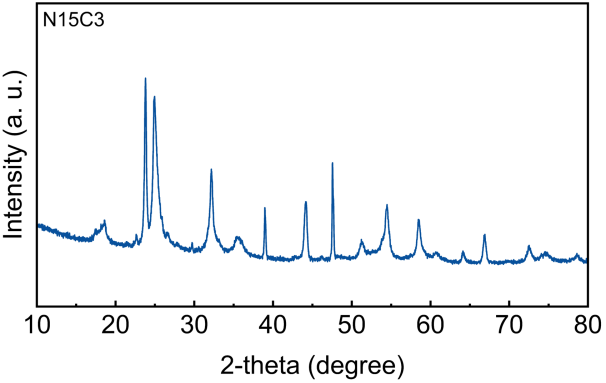 N15C3
Intensity (a. u.)
10 20 30 40 50 60 70 80
2-theta (degree)